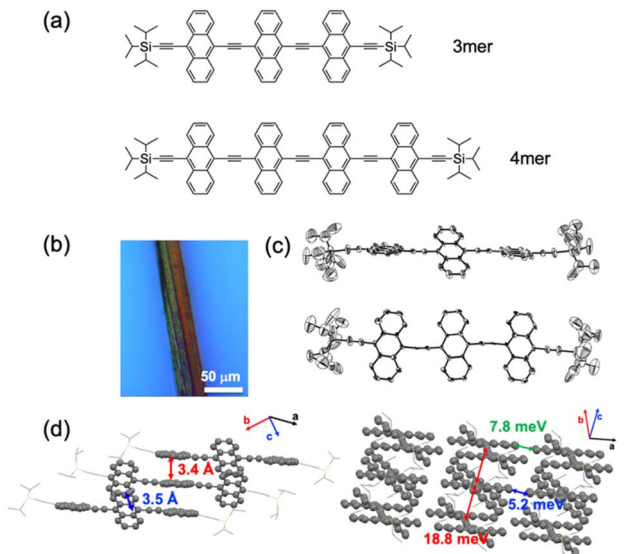 (a)
Si
Si
3mer
Si
Si
4mer
(b)
(c)
50 μm
(d)
b
a
c
3.4 Å
3.5 Å
7.8 meV
b
c
a
5.2 meV
18.8 meV